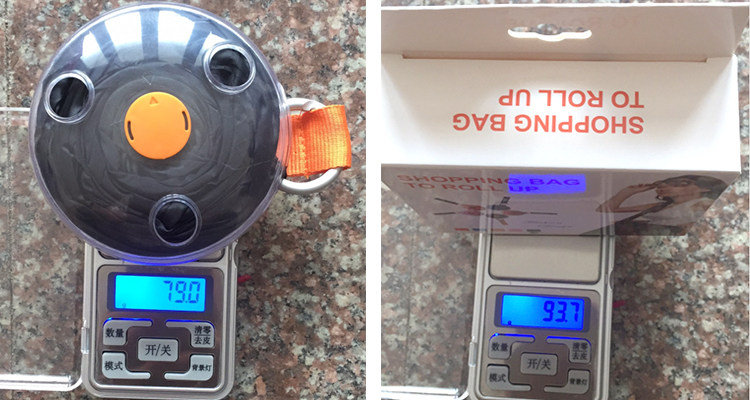 79.0
数量
清零
去皮
开/关
模式
背景灯
SHOPPING BAG
TO ROLL UP
SHOPPING BAG
TO ROLL UP
93.7
数量
清零
去皮
开/关
模式
背景灯